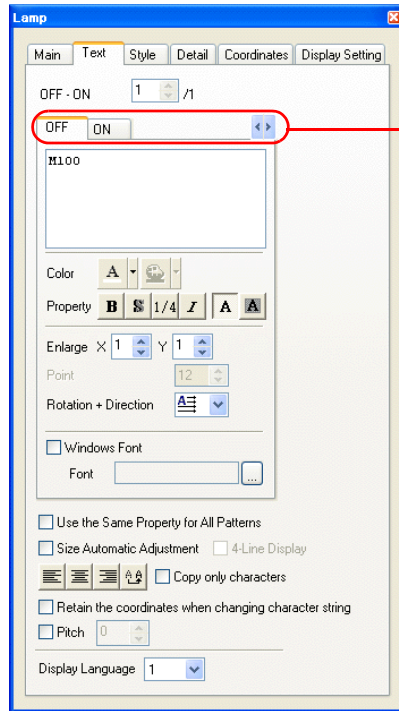 Lamp
Main Text Style Detail Coordinates Display Setting
OFF - ON 1 /1
OFF ON
M100
Color A
Property B S 1/4 I A A
Enlarge X 1 Y 1
Point 12
Rotation + Direction A
Windows Font
Font ...
Use the Same Property for All Patterns
Size Automatic Adjustment 4-Line Display
Copy only characters
Retain the coordinates when changing character string
Pitch 0
Display Language 1